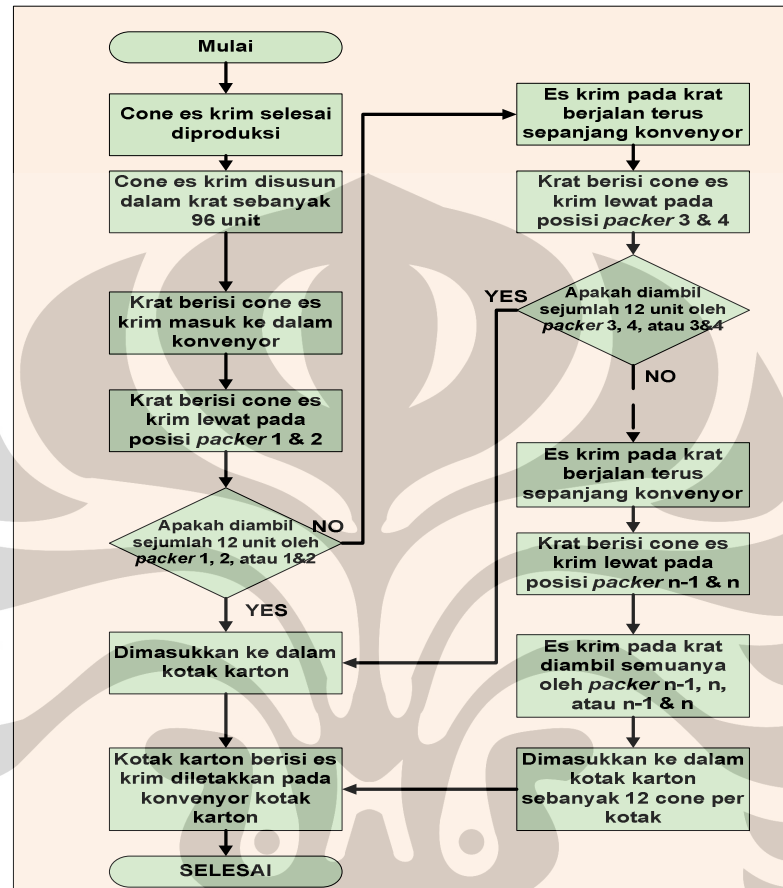 Mulai
Cone es krim selesai
diproduksi
Cone es krim disusun
dalam krat sebanyak
96 unit
Krat berisi cone es
krim masuk ke dalam
konvenyor
Krat berisi cone es
krim lewat pada
posisi packer 1 & 2
Apakah diambil
sejumlah 12 unit oleh
packer 1, 2, atau 1&2
NO
YES
Dimasukkan ke dalam
kotak karton
Kotak karton berisi es
krim diletakkan pada
konvenyor kotak
karton
SELESAI
Es krim pada krat
berjalan terus
sepanjang konvenyor
Krat berisi cone es
krim lewat pada
posisi packer 3 & 4
YES
Apakah diambil
sejumlah 12 unit oleh
packer 3, 4, atau 3&4
NO
Es krim pada krat
berjalan terus
sepanjang konvenyor
Krat berisi cone es
krim lewat pada
posisi packer n-1 & n
Es krim pada krat
diambil semuanya
oleh packer n-1, n,
atau n-1 & n
Dimasukkan ke dalam
kotak karton
sebanyak 12 cone per
kotak